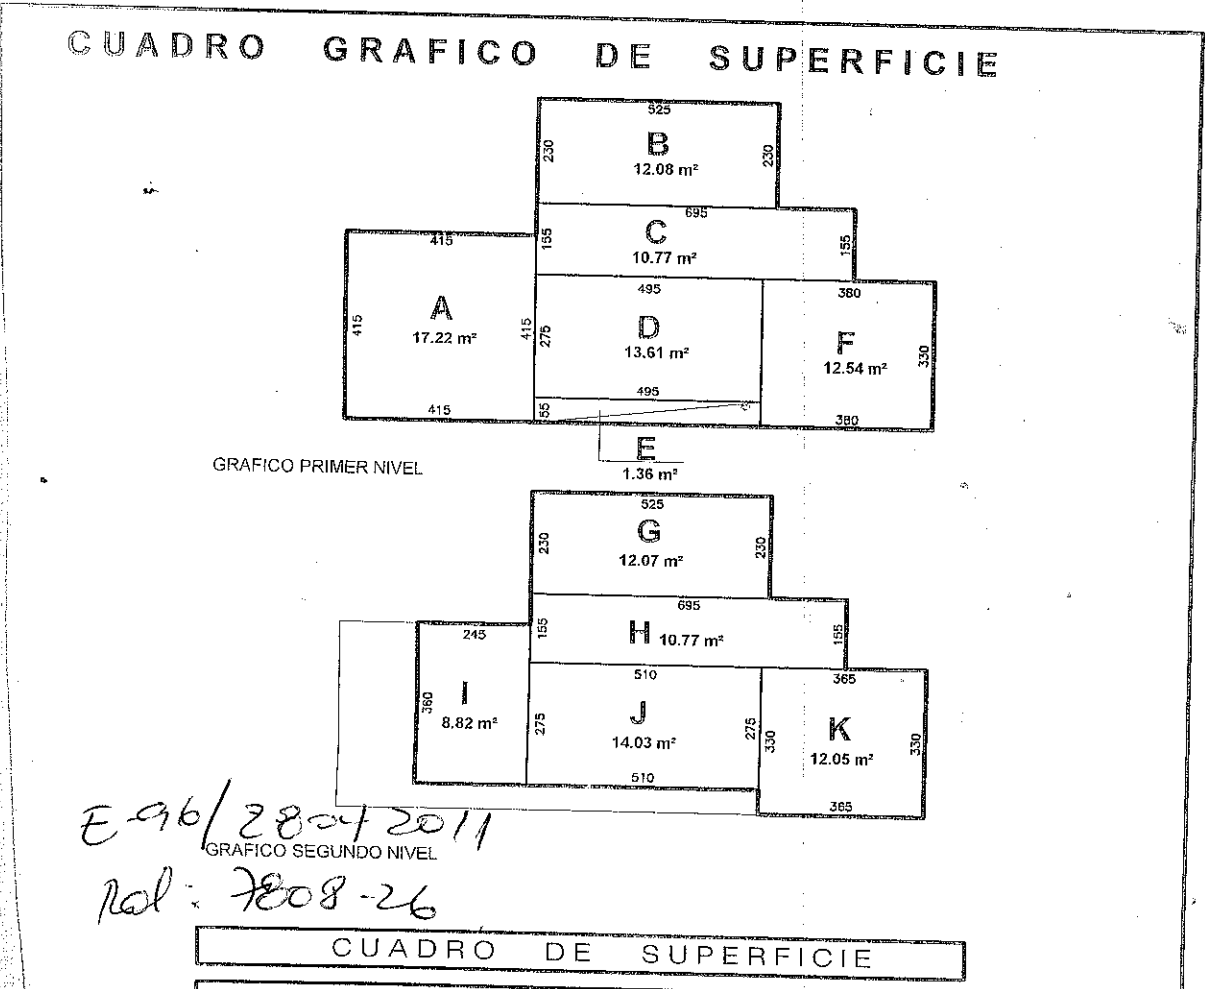 CUADRO GRAFICO DE SUPERFICIE
525
230
B
230
12.08 m²
695
415
155
C
155
10.77 m²
495
380
415
A
415
275
D
F
330
17.22 m²
13.61 m²
12.54 m²
495
415
55
380
E
1.36 m²
GRAFICO PRIMER NIVEL
525
230
G
230
12.07 m²
695
245
155
H 10.77 m²
155
510
365
360
I
275
J
275
330
K
330
8.82 m²
14.03 m²
12.05 m²
510
365
E-96/28-04 2011
GRAFICO SEGUNDO NIVEL
Rol: 7808-26
CUADRO DE SUPERFICIE